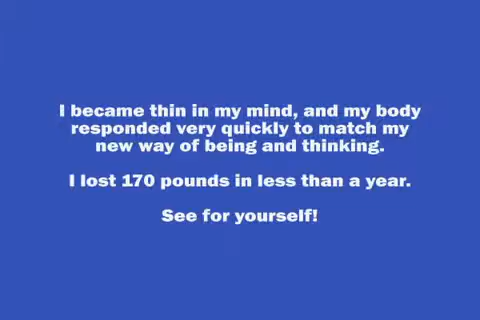 I became thin in my mind, and my body
responded very quickly to match my
new way of being and thinking.
I lost 170 pounds in less than a year.
See for yourself!